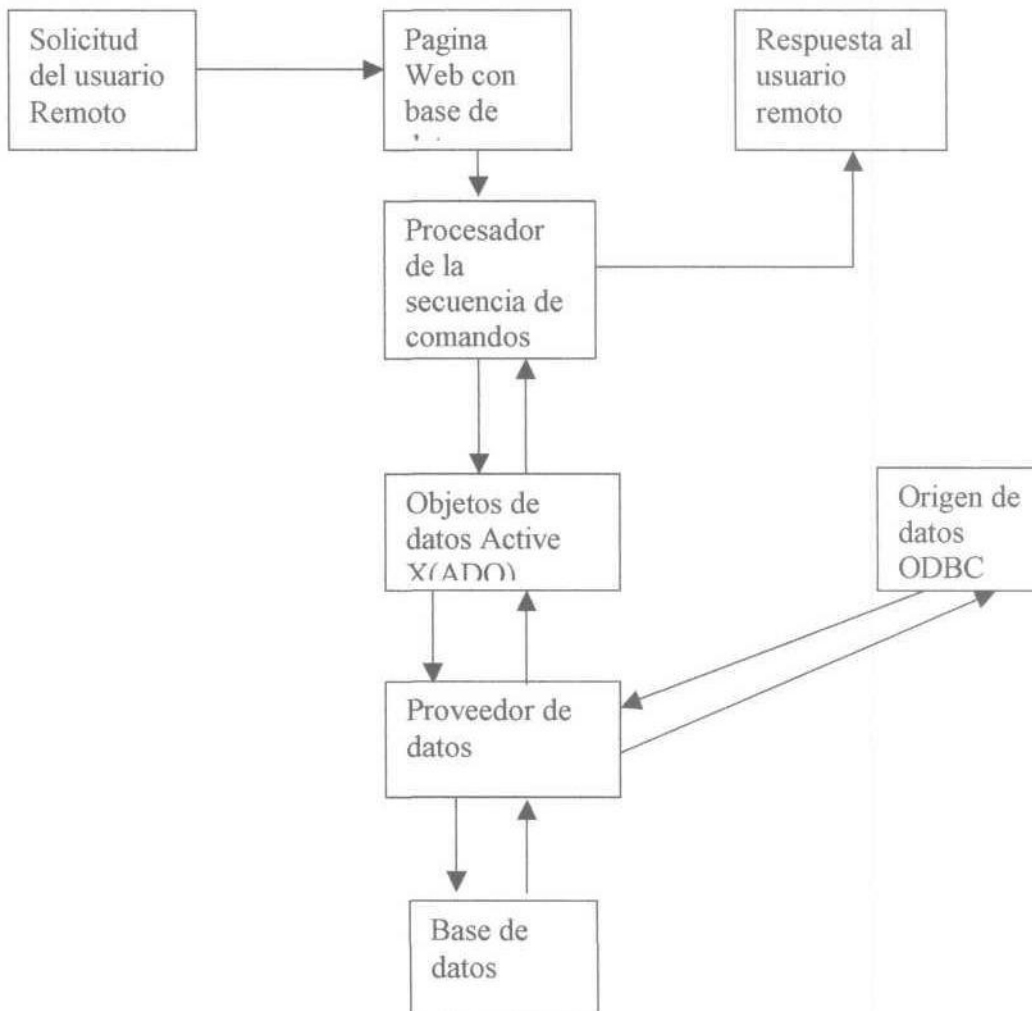 Solicitud
del usuario
Remoto
Pagina
Web con
base de
Respuesta al
usuario
remoto
Procesador
de la
secuencia de
comandos
Objetos de
datos Active
X(ADO)
Origen de
datos
ODBC
Proveedor de
datos
Base de
datos